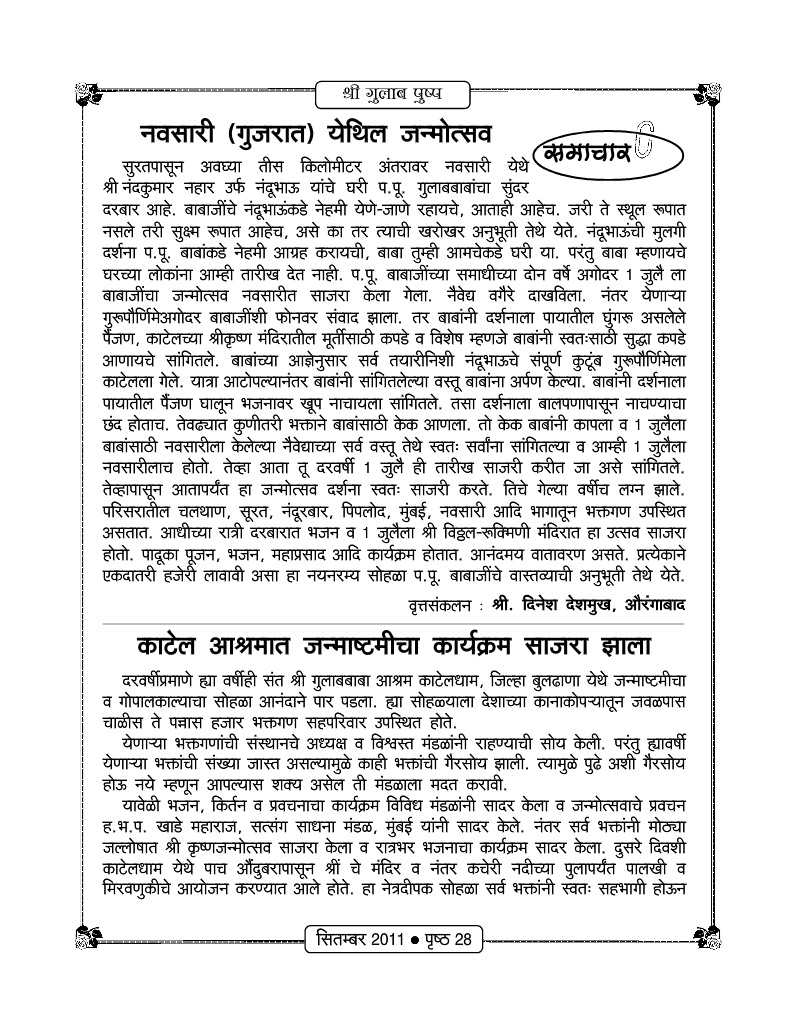 श्री गुलाब पुष्प
नवसारी (गुजरात) येथिल जन्मोत्सव
समाचार
सुरतपासून अवघ्या तीस किलोमीटर अंतरावर नवसारी येथे
श्री नंदकुमार नहार उर्फ नंदूभाऊ यांचे घरी प.पू. गुलाबबाबांचा सुंदर
दरबार आहे. बाबाजींचे नंदूभाऊंकडे नेहमी येणे-जाणे रहायचे, आताही आहेच. जरी ते स्थूल रूपात
नसले तरी सुक्ष्म रूपात आहेच, असे का तर त्याची खरोखर अनुभूती तेथे येते. नंदूभाऊंची मुलगी
दर्शना प.पू. बाबांकडे नेहमी आग्रह करायची, बाबा तुम्ही आमचेकडे घरी या. परंतु बाबा म्हणायचे
घरच्या लोकांना आम्ही तारीख देत नाही. प.पू. बाबाजींच्या समाधीच्या दोन वर्षे अगोदर 1 जुलै ला
बाबाजींचा जन्मोत्सव नवसारीत साजरा केला गेला. नैवेद्य वगैरे दाखविला. नंतर येणाऱ्या
गुरूपौर्णिमेअगोदर बाबाजींशी फोनवर संवाद झाला. तर बाबांनी दर्शनाला पायातील घुंगरू असलेले
पैंजण, काटेलच्या श्रीकृष्ण मंदिरातील मूर्तीसाठी कपडे व विशेष म्हणजे बाबांनी स्वतःसाठी सुद्धा कपडे
आणायचे सांगितले. बाबांच्या आज्ञेनुसार सर्व तयारीनिशी नंदूभाऊचे संपूर्ण कुटूंब गुरूपौर्णिमेला
काटेलला गेले. यात्रा आटोपल्यानंतर बाबांनी सांगितलेल्या वस्तू बाबांना अर्पण केल्या. बाबांनी दर्शनाला
पायातील पैंजण घालून भजनावर खूप नाचायला सांगितले. तसा दर्शनाला बालपणापासून नाचण्याचा
छंद होताच. तेवढ्यात कुणीतरी भक्ताने बाबांसाठी केक आणला. तो केक बाबांनी कापला व 1 जुलैला
बाबांसाठी नवसारीला केलेल्या नैवेद्याच्या सर्व वस्तू तेथे स्वतः सर्वांना सांगितल्या व आम्ही 1 जुलैला
नवसारीलाच होतो. तेव्हा आता तू दरवर्षी 1 जुलै ही तारीख साजरी करीत जा असे सांगितले.
तेव्हापासून आतापर्यंत हा जन्मोत्सव दर्शना स्वतः साजरी करते. तिचे गेल्या वर्षीच लग्न झाले.
परिसरातील चलथाण, सूरत, नंदूरबार, पिपलोद, मुंबई, नवसारी आदि भागातून भक्तगण उपस्थित
असतात. आधीच्या रात्री दरबारात भजन व 1 जुलैला श्री विठ्ठल-रूक्मिणी मंदिरात हा उत्सव साजरा
होतो. पादूका पूजन, भजन, महाप्रसाद आदि कार्यक्रम होतात. आनंदमय वातावरण असते. प्रत्येकाने
एकदातरी हजेरी लावावी असा हा नयनरम्य सोहळा प.पू. बाबाजींचे वास्तव्याची अनुभूती तेथे येते.
वृत्तसंकलन : श्री. दिनेश देशमुख, औरंगाबाद
काटेल आश्रमात जन्माष्टमीचा कार्यक्रम साजरा झाला
दरवर्षीप्रमाणे ह्या वर्षीही संत श्री गुलाबबाबा आश्रम काटेलधाम, जिल्हा बुलढाणा येथे जन्माष्टमीचा
व गोपालकाल्याचा सोहळा आनंदाने पार पडला. ह्या सोहळ्याला देशाच्या कानाकोपऱ्यातून जवळपास
चाळीस ते पन्नास हजार भक्तगण सहपरिवार उपस्थित होते.
येणाऱ्या भक्तगणांची संस्थानचे अध्यक्ष व विश्वस्त मंडळांनी राहण्याची सोय केली. परंतु ह्यावर्षी
येणाऱ्या भक्तांची संख्या जास्त असल्यामुळे काही भक्तांची गैरसोय झाली. त्यामुळे पुढे अशी गैरसोय
होऊ नये म्हणून आपल्यास शक्य असेल ती मंडळाला मदत करावी.
यावेळी भजन, किर्तन व प्रवचनाचा कार्यक्रम विविध मंडळांनी सादर केला व जन्मोत्सवाचे प्रवचन
ह.भ.प. खाडे महाराज, सत्संग साधना मंडळ, मुंबई यांनी सादर केले. नंतर सर्व भक्तांनी मोठ्या
जल्लोषात श्री कृष्णजन्मोत्सव साजरा केला व रात्रभर भजनाचा कार्यक्रम सादर केला. दुसरे दिवशी
काटेलधाम येथे पाच औंदुबरापासून श्रीं चे मंदिर व नंतर कचेरी नदीच्या पुलापर्यंत पालखी व
मिरवणुकीचे आयोजन करण्यात आले होते. हा नेत्रदीपक सोहळा सर्व भक्तांनी स्वतः सहभागी होऊन
सितम्बर 2011 ● पृष्ठ 28